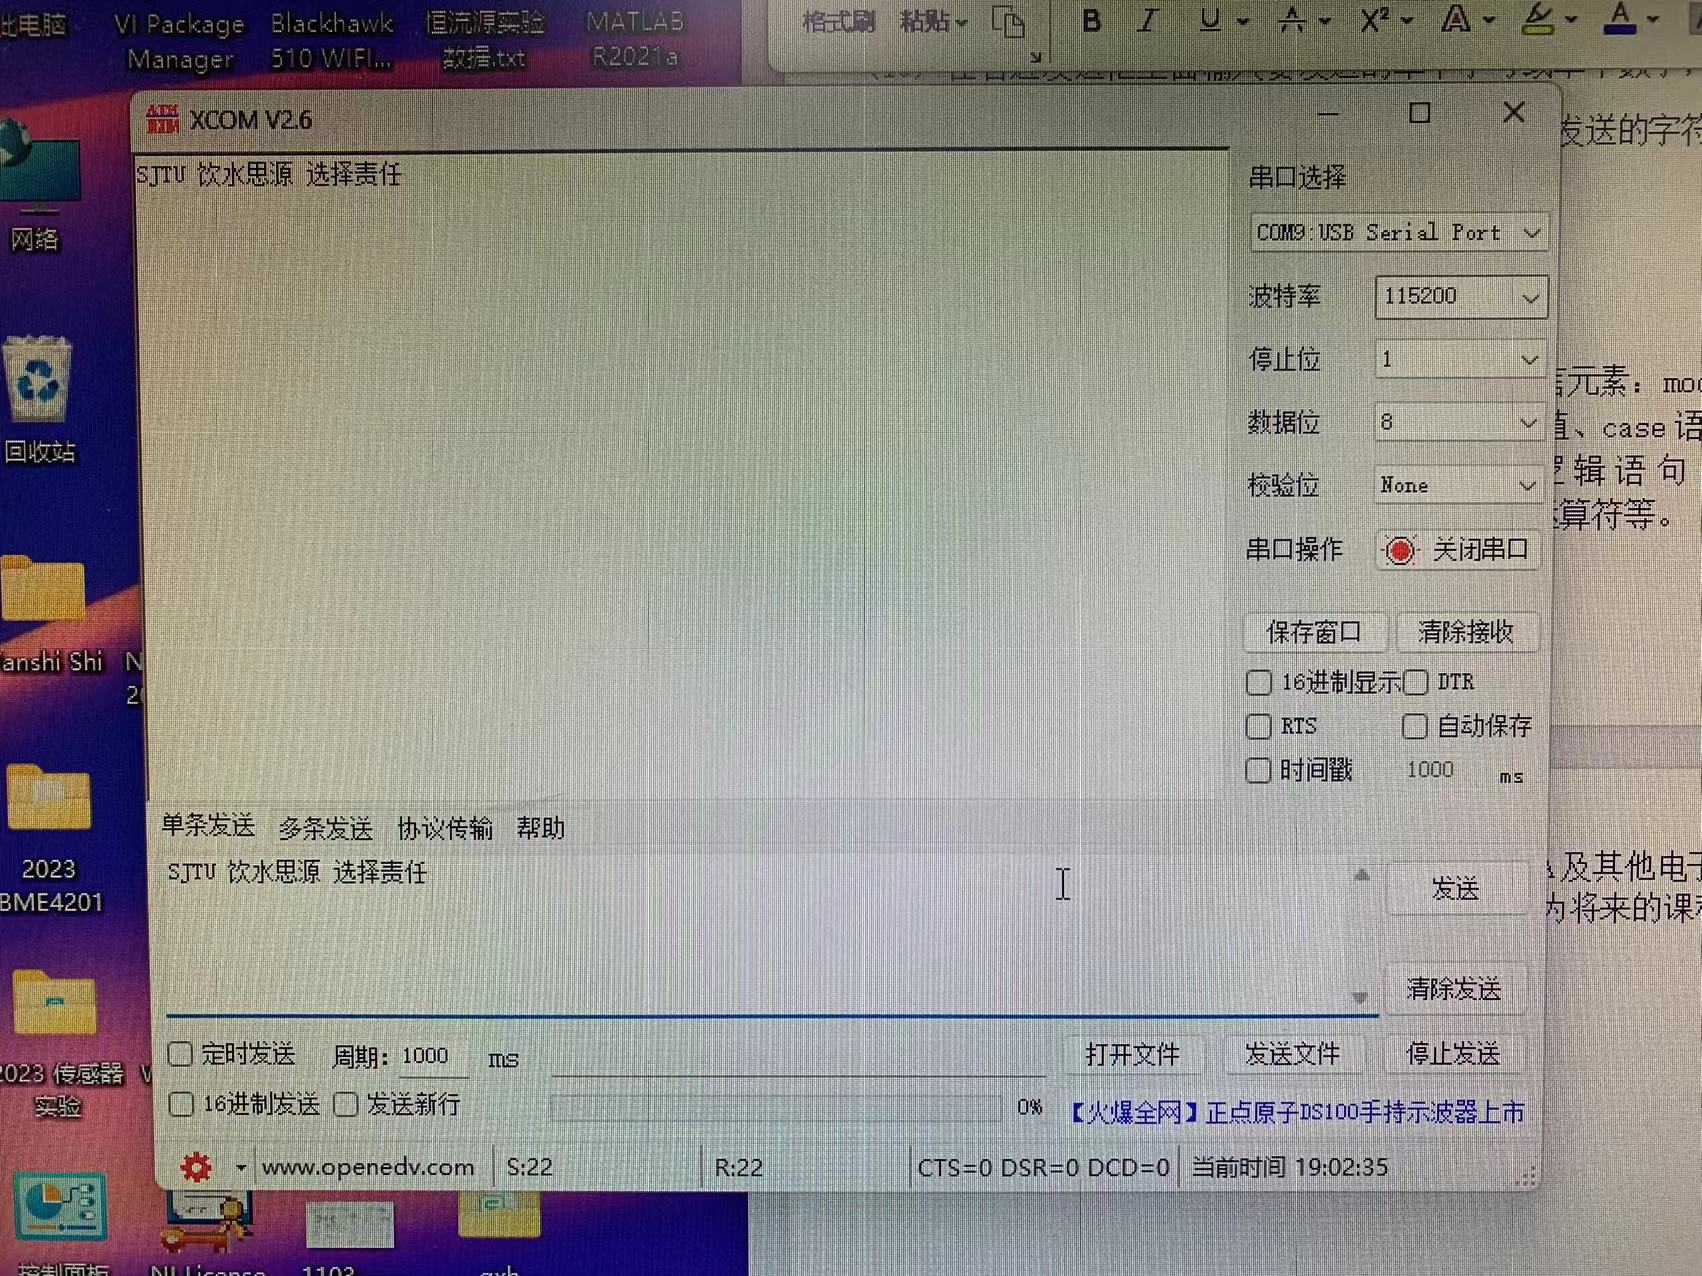 此电脑
VI Package
Manager
Blackhawk
510 WIFI...
恒流源实验
数据.txt
MATLAB
R2021a
格式刷 粘贴
B I U A X² A A
XCOM V2.6
发送的字符
SJTU 饮水思源 选择责任
串口选择
COM9:USB Serial Port
波特率 115200
停止位 1
数据位 8
校验位 None
串口操作 关闭串口
保存窗口 清除接收
16进制显示 DTR
RTS 自动保存
时间戳 1000 ms
网络
回收站
anshi Shi
2023
BME4201
2023 传感器
实验
元素：mod
、case 语
辑语句
算符等。
及其他电子
为将来的课
单条发送 多条发送 协议传输 帮助
SJTU 饮水思源 选择责任
发送
清除发送
定时发送 周期: 1000 ms
打开文件 发送文件 停止发送
16进制发送 发送新行
0%
【火爆全网】正点原子DS100手持示波器上市
www.openedv.com S:22 R:22 CTS=0 DSR=0 DCD=0 当前时间 19:02:35
控制面板
NI License
1103